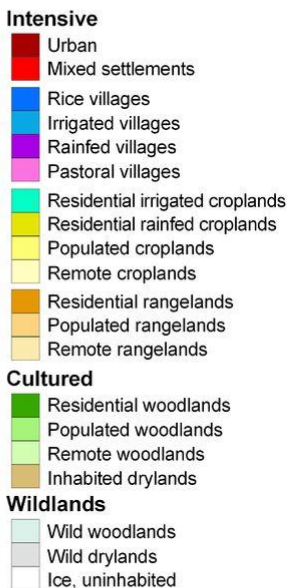 Intensive
Urban
Mixed settlements
Rice villages
Irrigated villages
Rainfed villages
Pastoral villages
Residential irrigated croplands
Residential rainfed croplands
Populated croplands
Remote croplands
Residential rangelands
Populated rangelands
Remote rangelands
Cultured
Residential woodlands
Populated woodlands
Remote woodlands
Inhabited drylands
Wildlands
Wild woodlands
Wild drylands
Ice, uninhabited